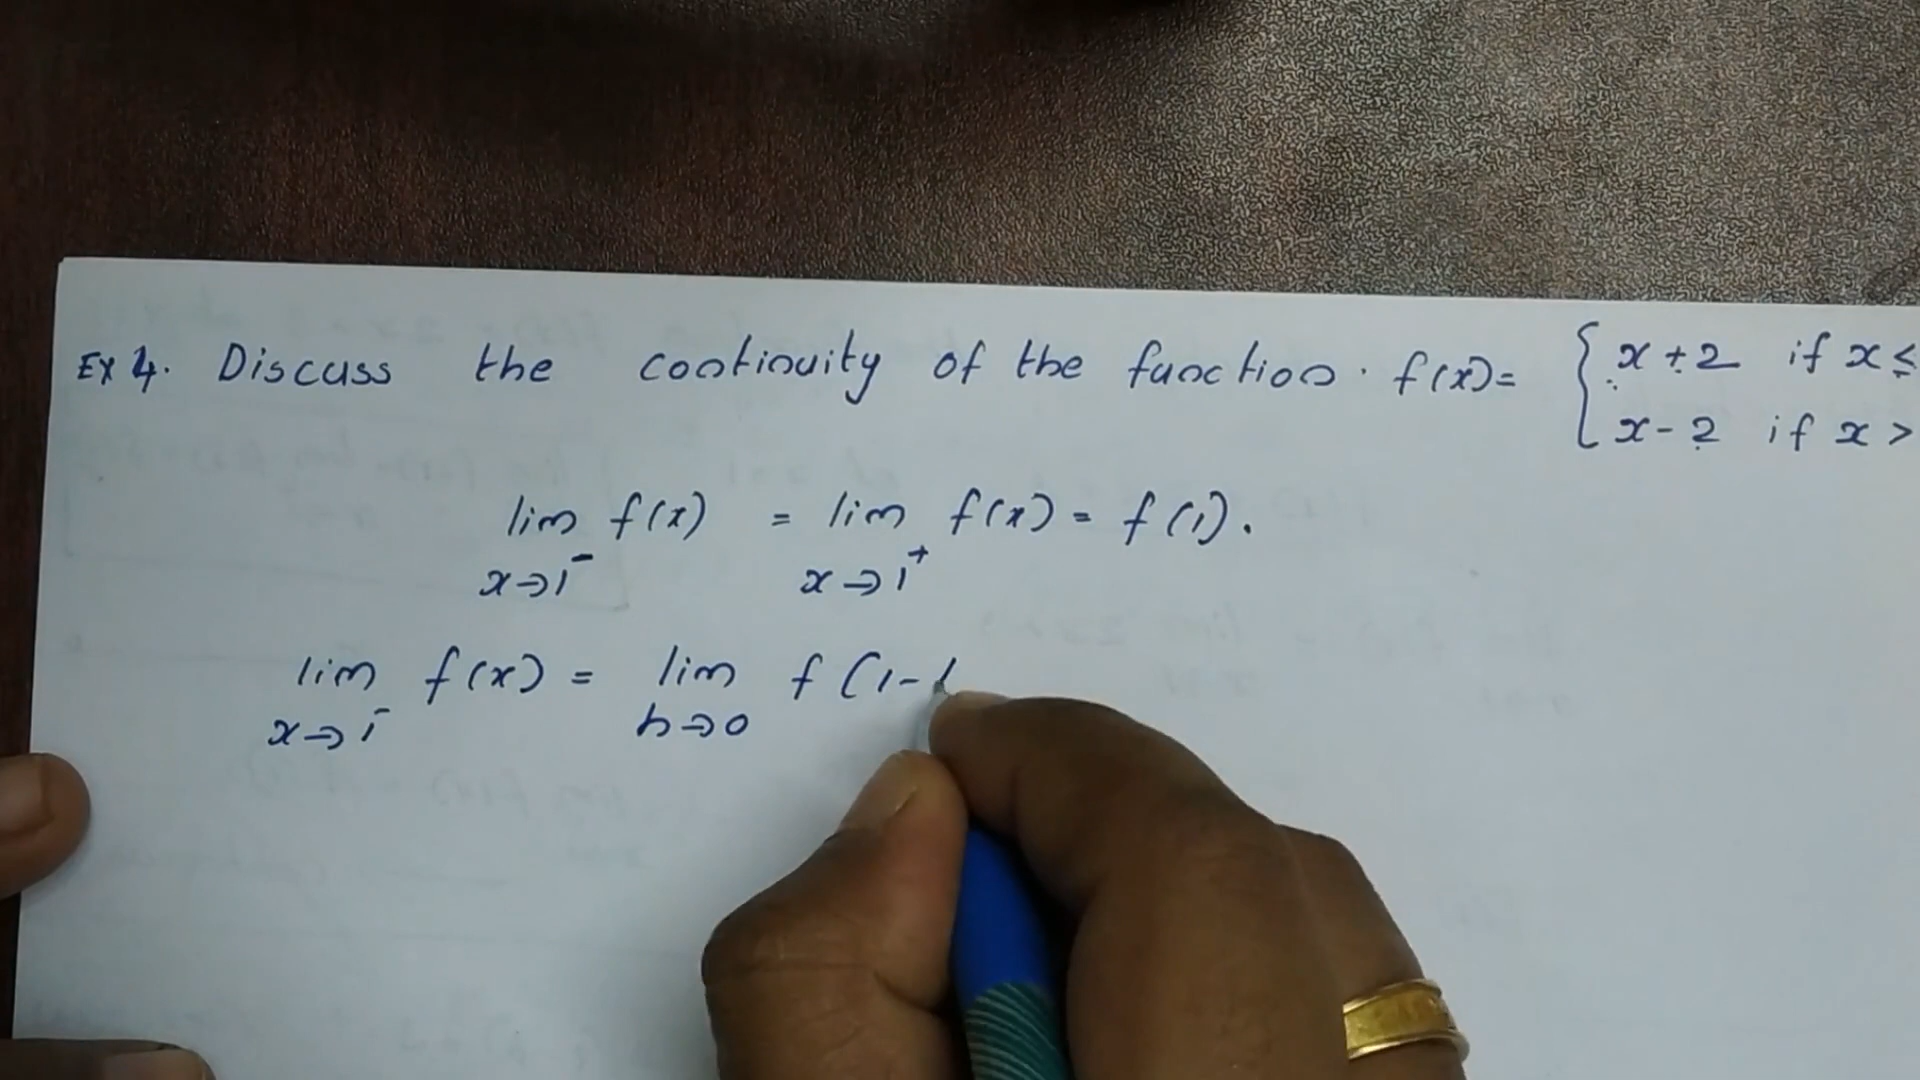 Ex 4. Discuss the continuity of the function. f(x)= { x+2 if x≤
x-2 if x>
lim f(x) = lim f(x) = f(1).
x→1⁻ x→1⁺
lim f(x) = lim f(1-
x→1⁻ h→0